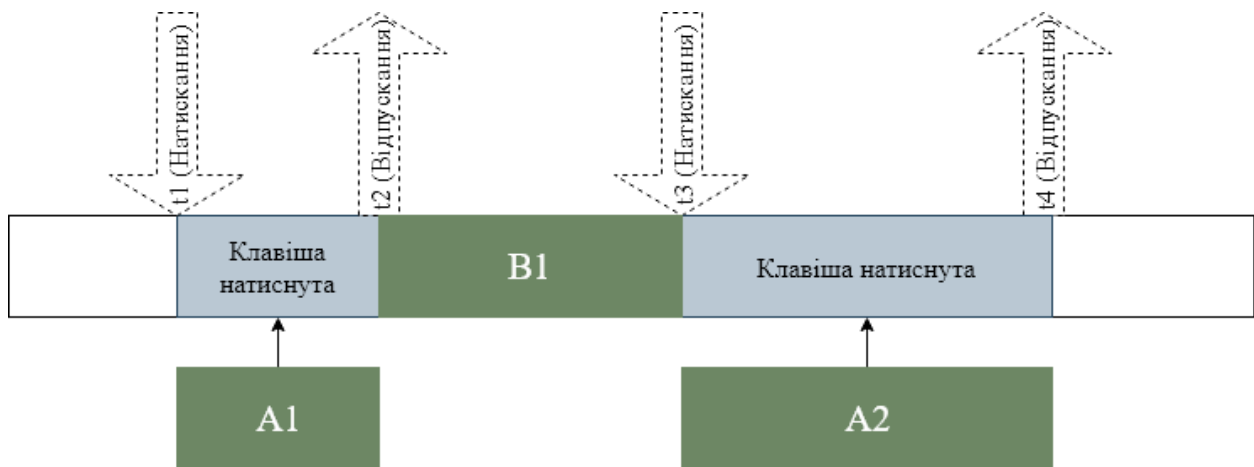 t1 (Натискання)
t2 (Відпускання)
t3 (Натискання)
t4 (Відпускання)
Клавіша
натиснута
B1
Клавіша натиснута
A1
A2